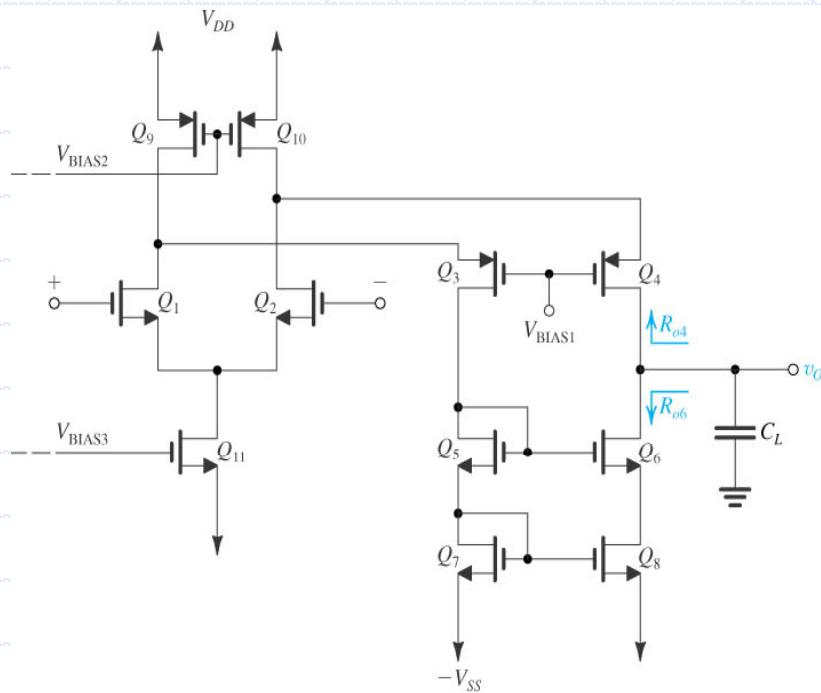 V_DD
Q_9 Q_10
V_BIAS2
Q_3 Q_4
+ Q_1 Q_2 −
V_BIAS1 R_o4
v_O
V_BIAS3 R_o6
Q_11 Q_5 Q_6 C_L
Q_7 Q_8
−V_SS